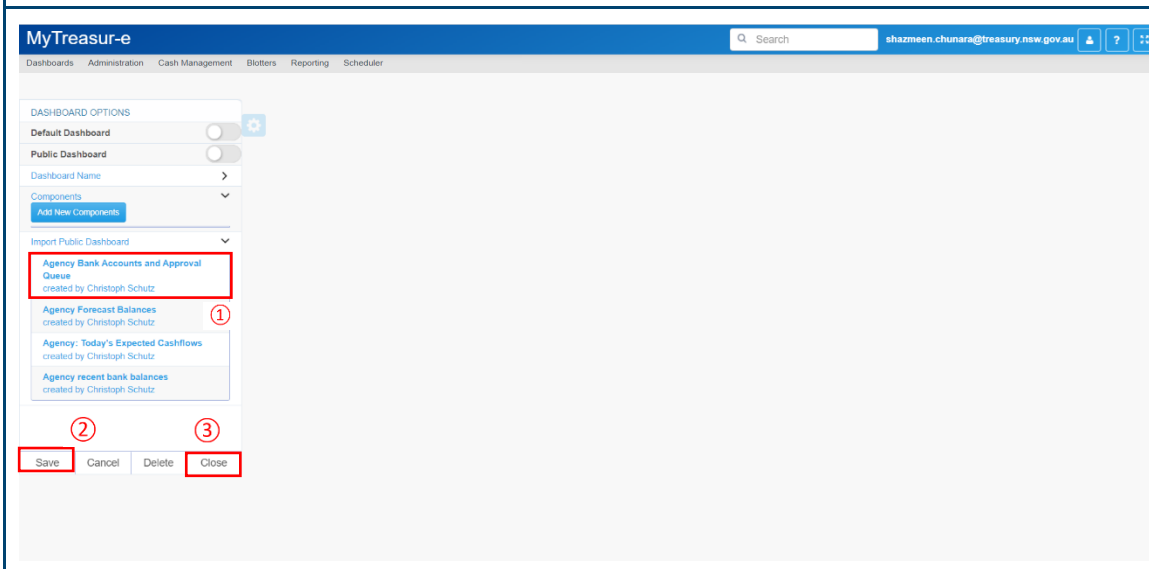 MyTreasur-e
Search
shazmeen.chunara@treasury.nsw.gov.au
?
Dashboards Administration Cash Management Blotters Reporting Scheduler
DASHBOARD OPTIONS
Default Dashboard
Public Dashboard
Dashboard Name
Components
Add New Components
Import Public Dashboard
Agency Bank Accounts and Approval
Queue
created by Christoph Schutz
①
Agency Forecast Balances
created by Christoph Schutz
Agency: Today's Expected Cashflows
created by Christoph Schutz
Agency recent bank balances
created by Christoph Schutz
② ③
Save Cancel Delete Close